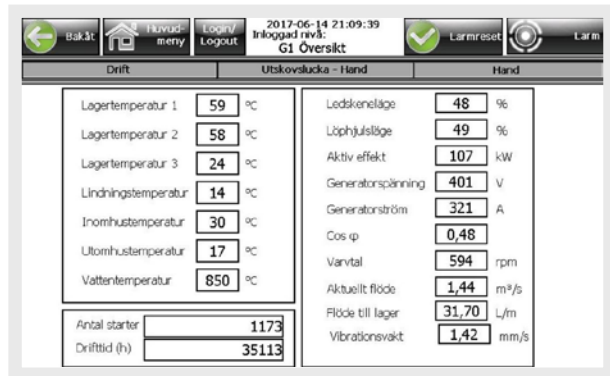 Bakåt
Huvud-
meny
Login/
Logout
2017-06-14 21:09:39
Inloggad nivå:
G1 Översikt
Larmreset
Larm
Drift
Utskovslucka - Hand
Hand
Lagertemperatur 1 59 °C
Lagertemperatur 2 58 °C
Lagertemperatur 3 24 °C
Lindningstemperatur 14 °C
Inomhustemperatur 30 °C
Utomhustemperatur 17 °C
Vattentemperatur 850 °C
Antal starter 1173
Drifttid (h) 35113
Ledskeneläge 48 %
Löphjulsläge 49 %
Aktiv effekt 107 kW
Generatorspänning 401 V
Generatorström 321 A
Cos φ 0,48
Varvtal 594 rpm
Aktuellt flöde 1,44 m³/s
Flöde till lager 31,70 L/m
Vibrationsvakt 1,42 mm/s